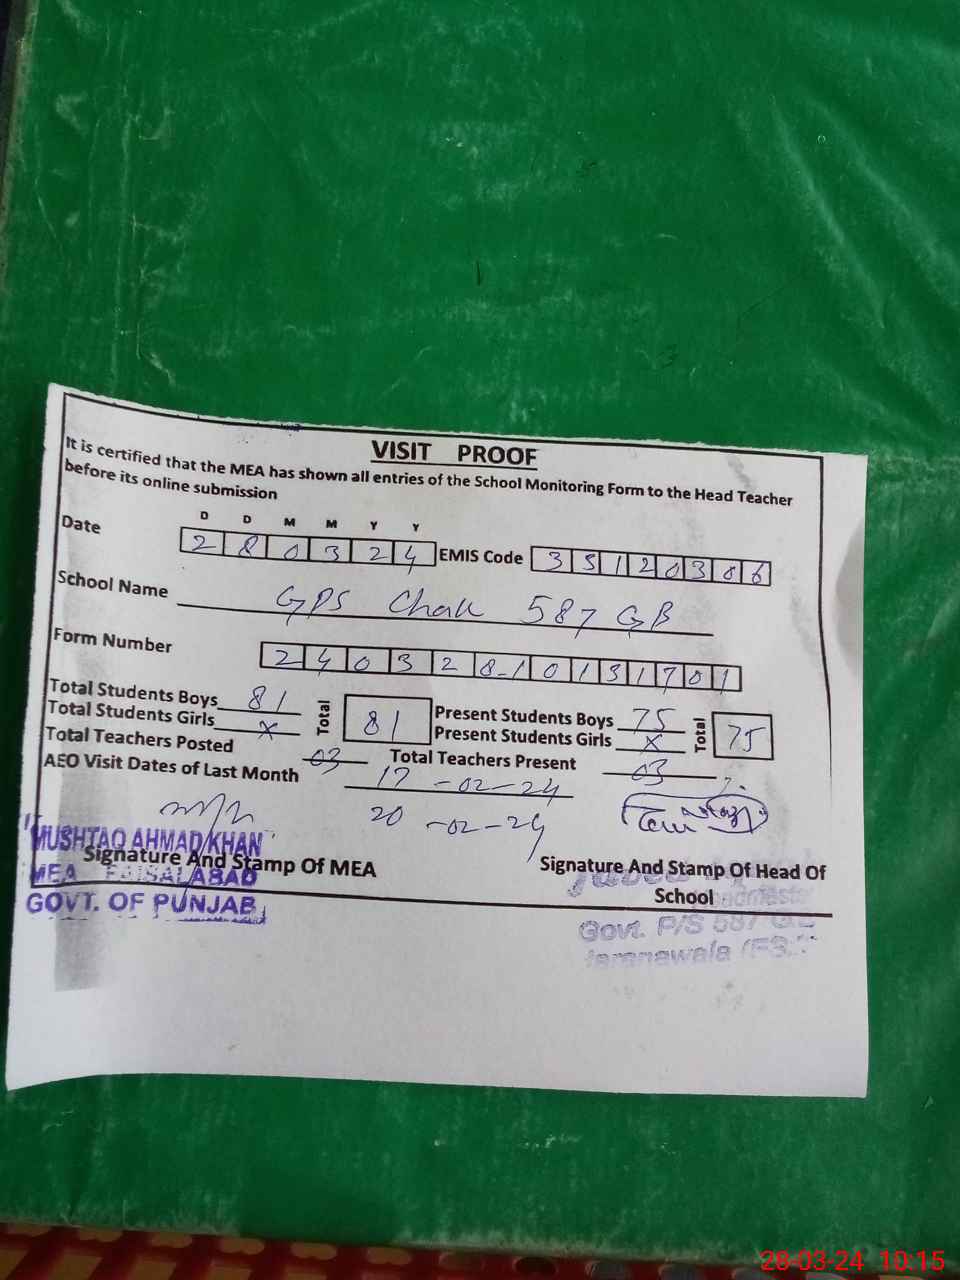 VISIT PROOF
It is certified that the MEA has shown all entries of the School Monitoring Form to the Head Teacher
before its online submission
D D M M Y Y
Date 2 8 0 3 2 4 EMIS Code 3 5 1 2 0 3 8 6
School Name GPS Chak 587 GB
Form Number 2 4 0 3 2 8 1 0 1 3 1 7 0 1
Total Students Boys 81 Total 81 Present Students Boys 75 Total 75
Total Students Girls x Present Students Girls x
Total Teachers Posted 03 Total Teachers Present 03
AEO Visit Dates of Last Month 17-02-24
20-02-24
MUSHTAQ AHMAD KHAN
Signature And Stamp Of MEA Signature And Stamp Of Head Of
School
MEA FAISALABAD
GOVT. OF PUNJAB
Govt. P/S 587 G.B
Jaranawala
28-03-24 10:15